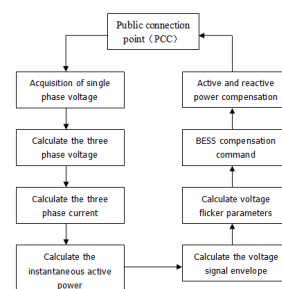 Public connection
point（PCC）
Acquisition of single
phase voltage
Calculate the three
phase voltage
Calculate the three
phase current
Calculate the
instantaneous active
power
Calculate the voltage
signal envelope
Calculate voltage
flicker parameters
BESS compensation
command
Active and reactive
power compensation